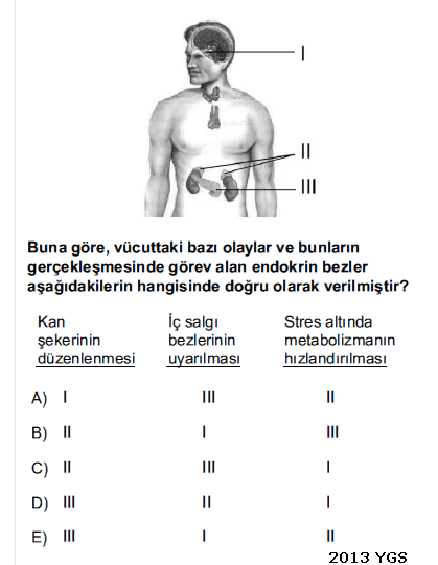 I
II
III
Buna göre, vücuttaki bazı olaylar ve bunların
gerçekleşmesinde görev alan endokrin bezler
aşağıdakilerin hangisinde doğru olarak verilmiştir?
Kan şekerinin düzenlenmesi
İç salgı bezlerinin uyarılması
Stres altında metabolizmanın hızlandırılması
A) I III II
B) II I III
C) II III I
D) III II I
E) III I II
2013 YGS